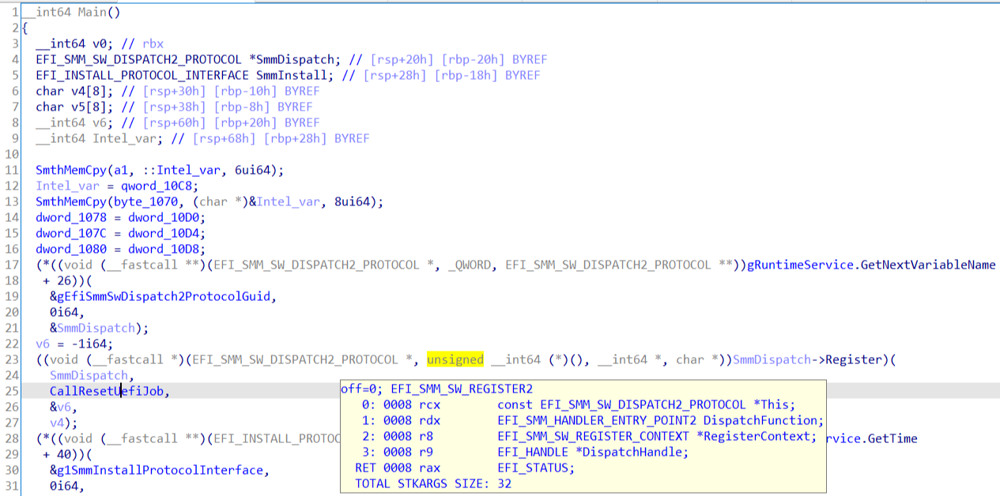 1 __int64 Main()
2 {
3 __int64 v0; // rbx
4 EFI_SMM_SW_DISPATCH2_PROTOCOL *SmmDispatch; // [rsp+20h] [rbp-20h] BYREF
5 EFI_INSTALL_PROTOCOL_INTERFACE SmmInstall; // [rsp+28h] [rbp-18h] BYREF
6 char v4[8]; // [rsp+30h] [rbp-10h] BYREF
7 char v5[8]; // [rsp+38h] [rbp-8h] BYREF
8 __int64 v6; // [rsp+60h] [rbp+20h] BYREF
9 __int64 Intel_var; // [rsp+68h] [rbp+28h] BYREF
10
11 SmthMemCpy(a1, ::Intel_var, 6ui64);
12 Intel_var = qword_10C8;
13 SmthMemCpy(byte_1070, (char *)&Intel_var, 8ui64);
14 dword_1078 = dword_10D0;
15 dword_107C = dword_10D4;
16 dword_1080 = dword_10D8;
17 (*((void (__fastcall **)(EFI_SMM_SW_DISPATCH2_PROTOCOL *, _QWORD, EFI_SMM_SW_DISPATCH2_PROTOCOL **))gRuntimeService.GetNextVariableName
18 + 26))(
19 &gEfiSmmSwDispatch2ProtocolGuid,
20 0i64,
21 &SmmDispatch);
22 v6 = -1i64;
23 ((void (__fastcall *)(EFI_SMM_SW_DISPATCH2_PROTOCOL *, unsigned __int64 (*)(), __int64 *, char *))SmmDispatch->Register)(
24 SmmDispatch,
25 CallResetUefiJob,
26 &v6,
27 v4);
28 (*((void (__fastcall **)(EFI_INSTALL_PROTOC rvice.GetTime
29 + 40))(
30 &g1SmmInstallProtocolInterface,
31 0i64,
off=0; EFI_SMM_SW_REGISTER2
0: 0008 rcx const EFI_SMM_SW_DISPATCH2_PROTOCOL *This;
1: 0008 rdx EFI_SMM_HANDLER_ENTRY_POINT2 DispatchFunction;
2: 0008 r8 EFI_SMM_SW_REGISTER_CONTEXT *RegisterContext;
3: 0008 r9 EFI_HANDLE *DispatchHandle;
RET 0008 rax EFI_STATUS;
TOTAL STKARGS SIZE: 32